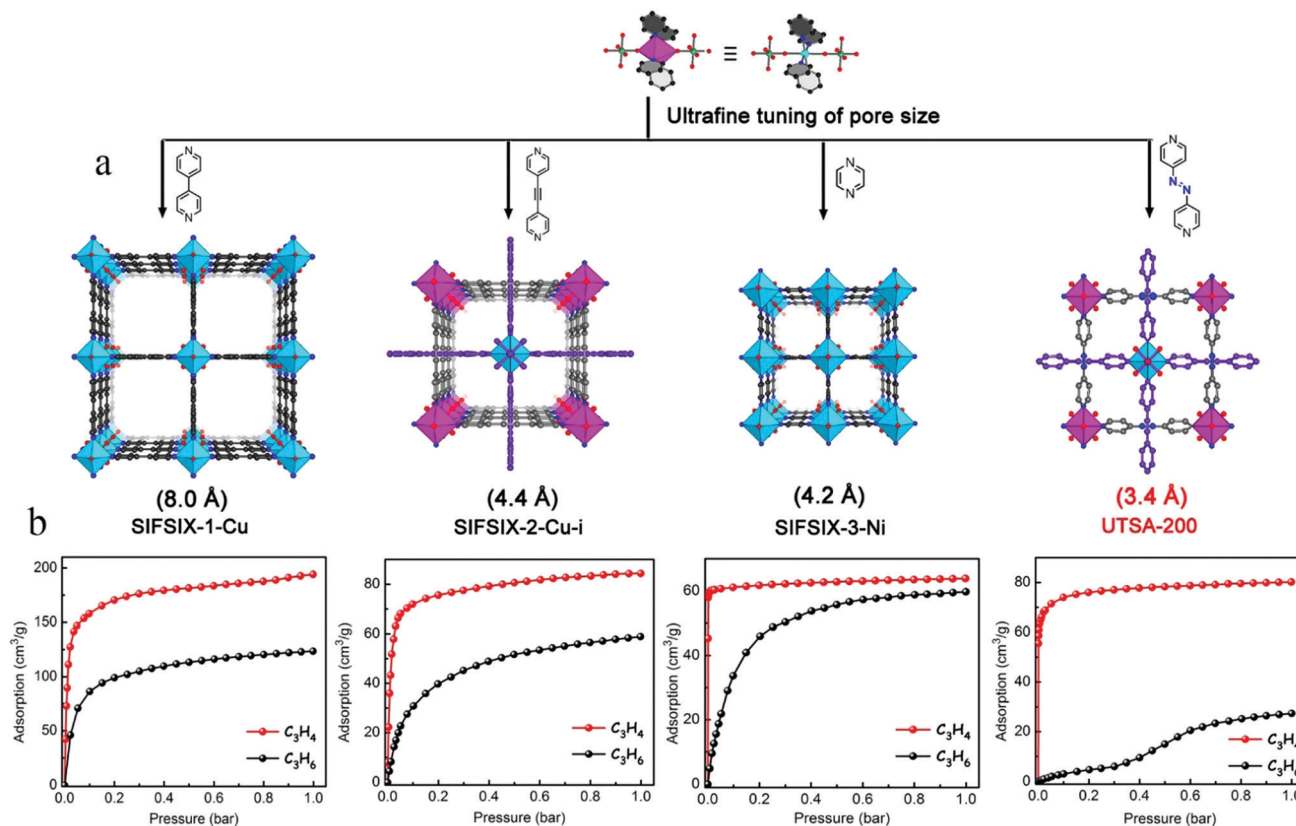 ≡
Ultrafine tuning of pore size
a
N
N
N
N
N
N
N
N N
N
(8.0 Å) (4.4 Å) (4.2 Å) (3.4 Å)
SIFSIX-1-Cu SIFSIX-2-Cu-i SIFSIX-3-Ni UTSA-200
b
Adsorption (cm³/g)
200
150
100
50
0
C₃H₄
C₃H₆
0.0 0.2 0.4 0.6 0.8 1.0
Pressure (bar)
Adsorption (cm³/g)
80
60
40
20
0
C₃H₄
C₃H₆
0.0 0.2 0.4 0.6 0.8 1.0
Pressure (bar)
Adsorption (cm³/g)
60
40
20
0
C₃H₄
C₃H₆
0.0 0.2 0.4 0.6 0.8 1.0
Pressure (bar)
Adsorption (cm³/g)
80
60
40
20
0
C₃H
C₃H
0.0 0.2 0.4 0.6 0.8 1.0
Pressure (bar)